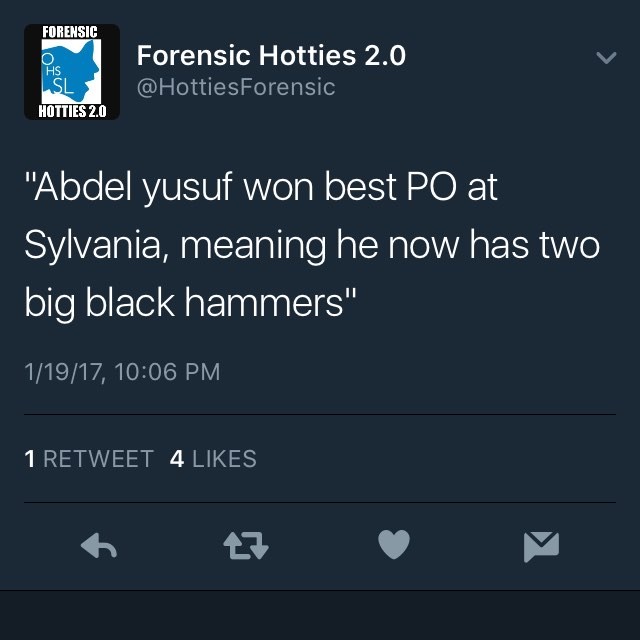 FORENSIC
O
HS
SL
HOTTIES 2.0
Forensic Hotties 2.0
@HottiesForensic
"Abdel yusuf won best PO at
Sylvania, meaning he now has two
big black hammers"
1/19/17, 10:06 PM
1 RETWEET 4 LIKES